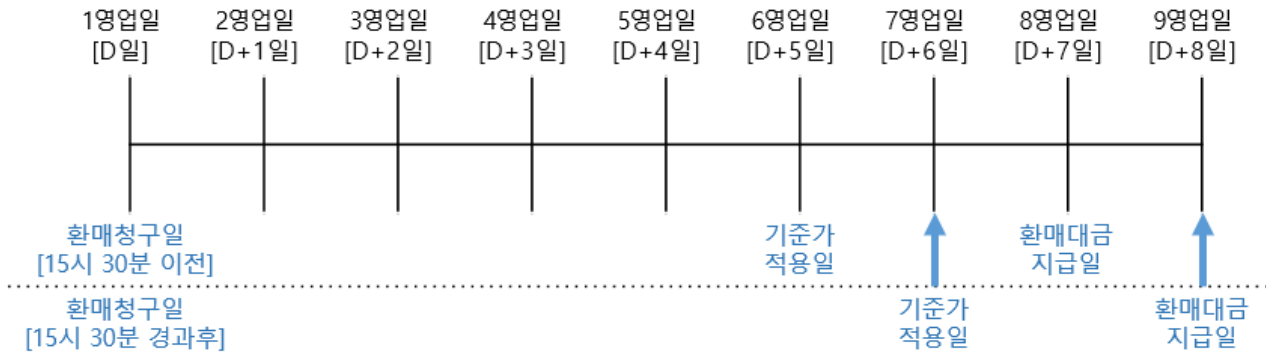 1영업일 2영업일 3영업일 4영업일 5영업일 6영업일 7영업일 8영업일 9영업일
[D일] [D+1일] [D+2일] [D+3일] [D+4일] [D+5일] [D+6일] [D+7일] [D+8일]
환매청구일 기준가 환매대금
[15시 30분 이전] 적용일 지급일
환매청구일 기준가 환매대금
[15시 30분 경과후] 적용일 지급일